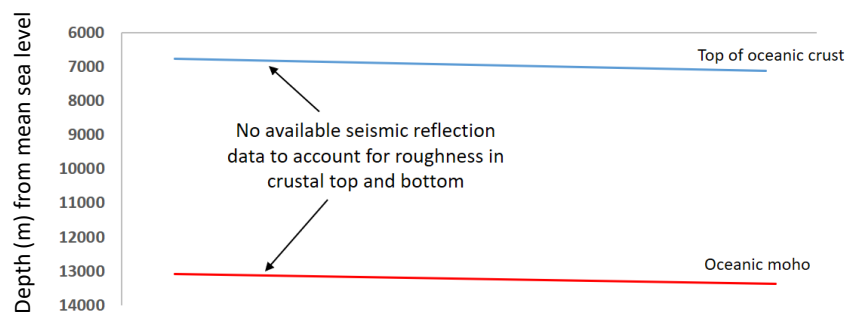 Depth (m) from mean sea level
6000
7000
8000
9000
10000
11000
12000
13000
14000
Top of oceanic crust
No available seismic reflection
data to account for roughness in
crustal top and bottom
Oceanic moho